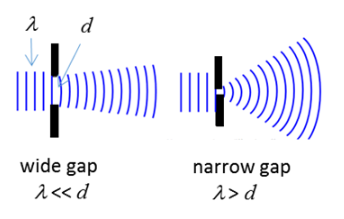 λ d
wide gap
λ << d
narrow gap
λ > d